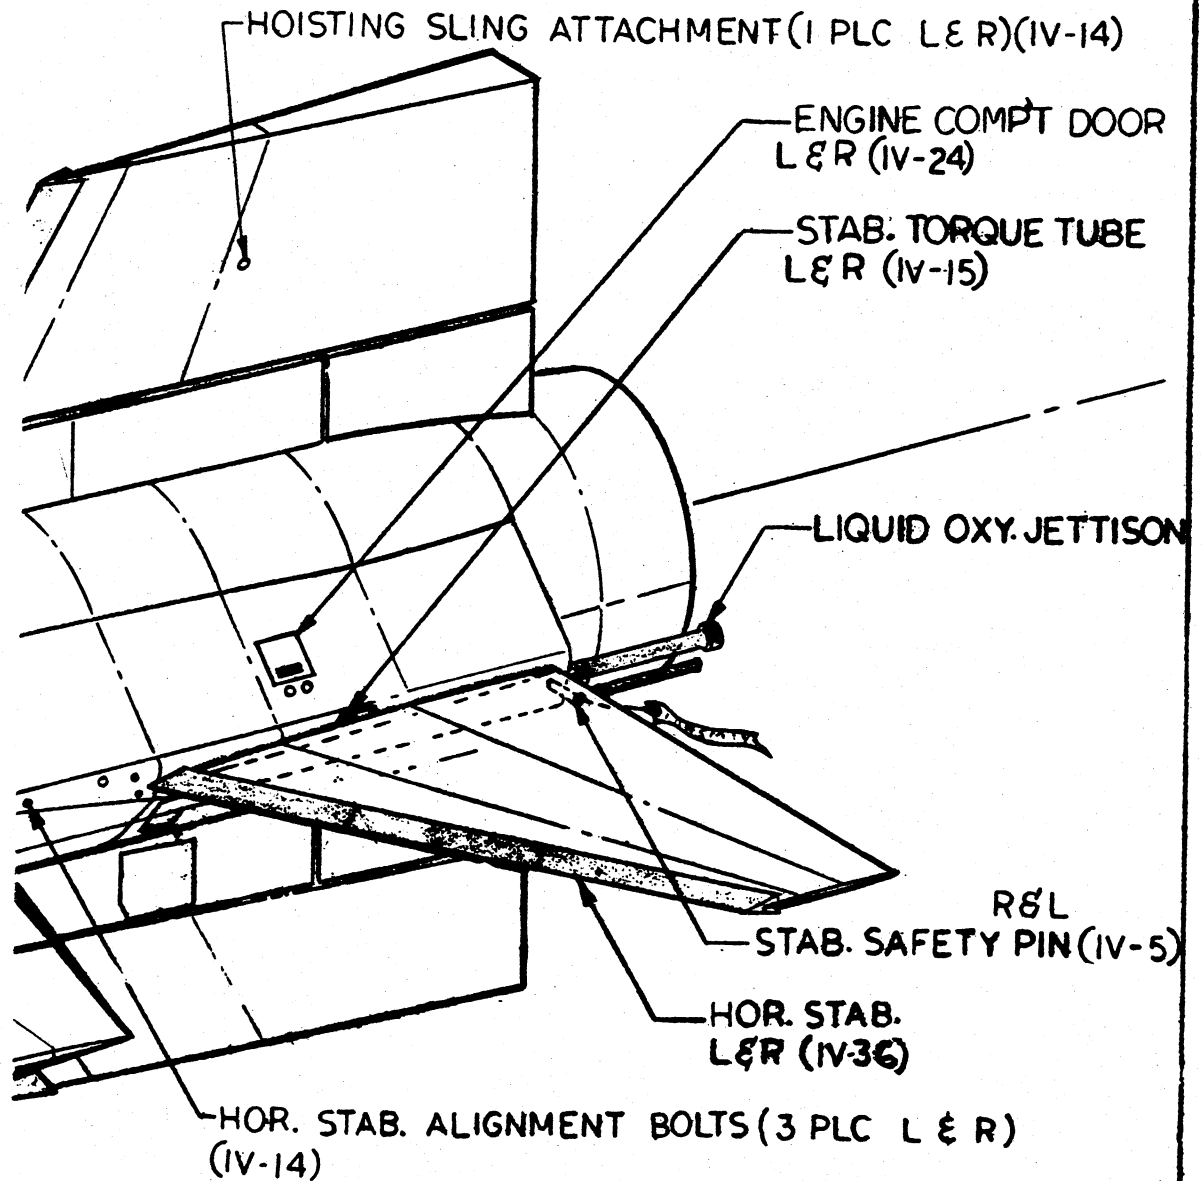 HOISTING SLING ATTACHMENT (1 PLC L & R)(IV-14)
ENGINE COMP'T DOOR
L & R (IV-24)
STAB. TORQUE TUBE
L & R (IV-15)
LIQUID OXY. JETTISON
R&L
STAB. SAFETY PIN (IV-5)
HOR. STAB.
L&R (IV-36)
HOR. STAB. ALIGNMENT BOLTS (3 PLC L & R)
(IV-14)